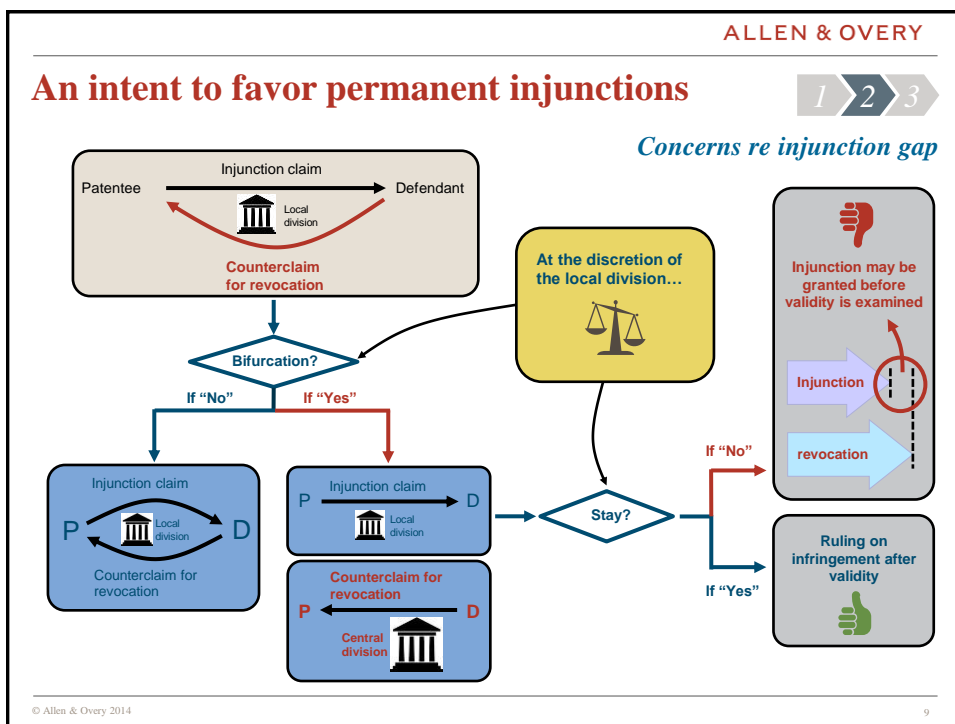 ALLEN & OVERY
An intent to favor permanent injunctions
1 2 3
Concerns re injunction gap
Injunction claim
Patentee
Defendant
Local
division
Counterclaim
for revocation
At the discretion of
the local division…
Injunction may be
granted before
validity is examined
Injunction
revocation
Bifurcation?
If “No”
If “Yes”
Injunction claim
P
D
Local
division
Counterclaim for
revocation
Injunction claim
P
D
Local
division
Counterclaim for
revocation
P
D
Central
division
Stay?
If “No”
If “Yes”
Ruling on
infringement after
validity
© Allen & Overy 2014
9